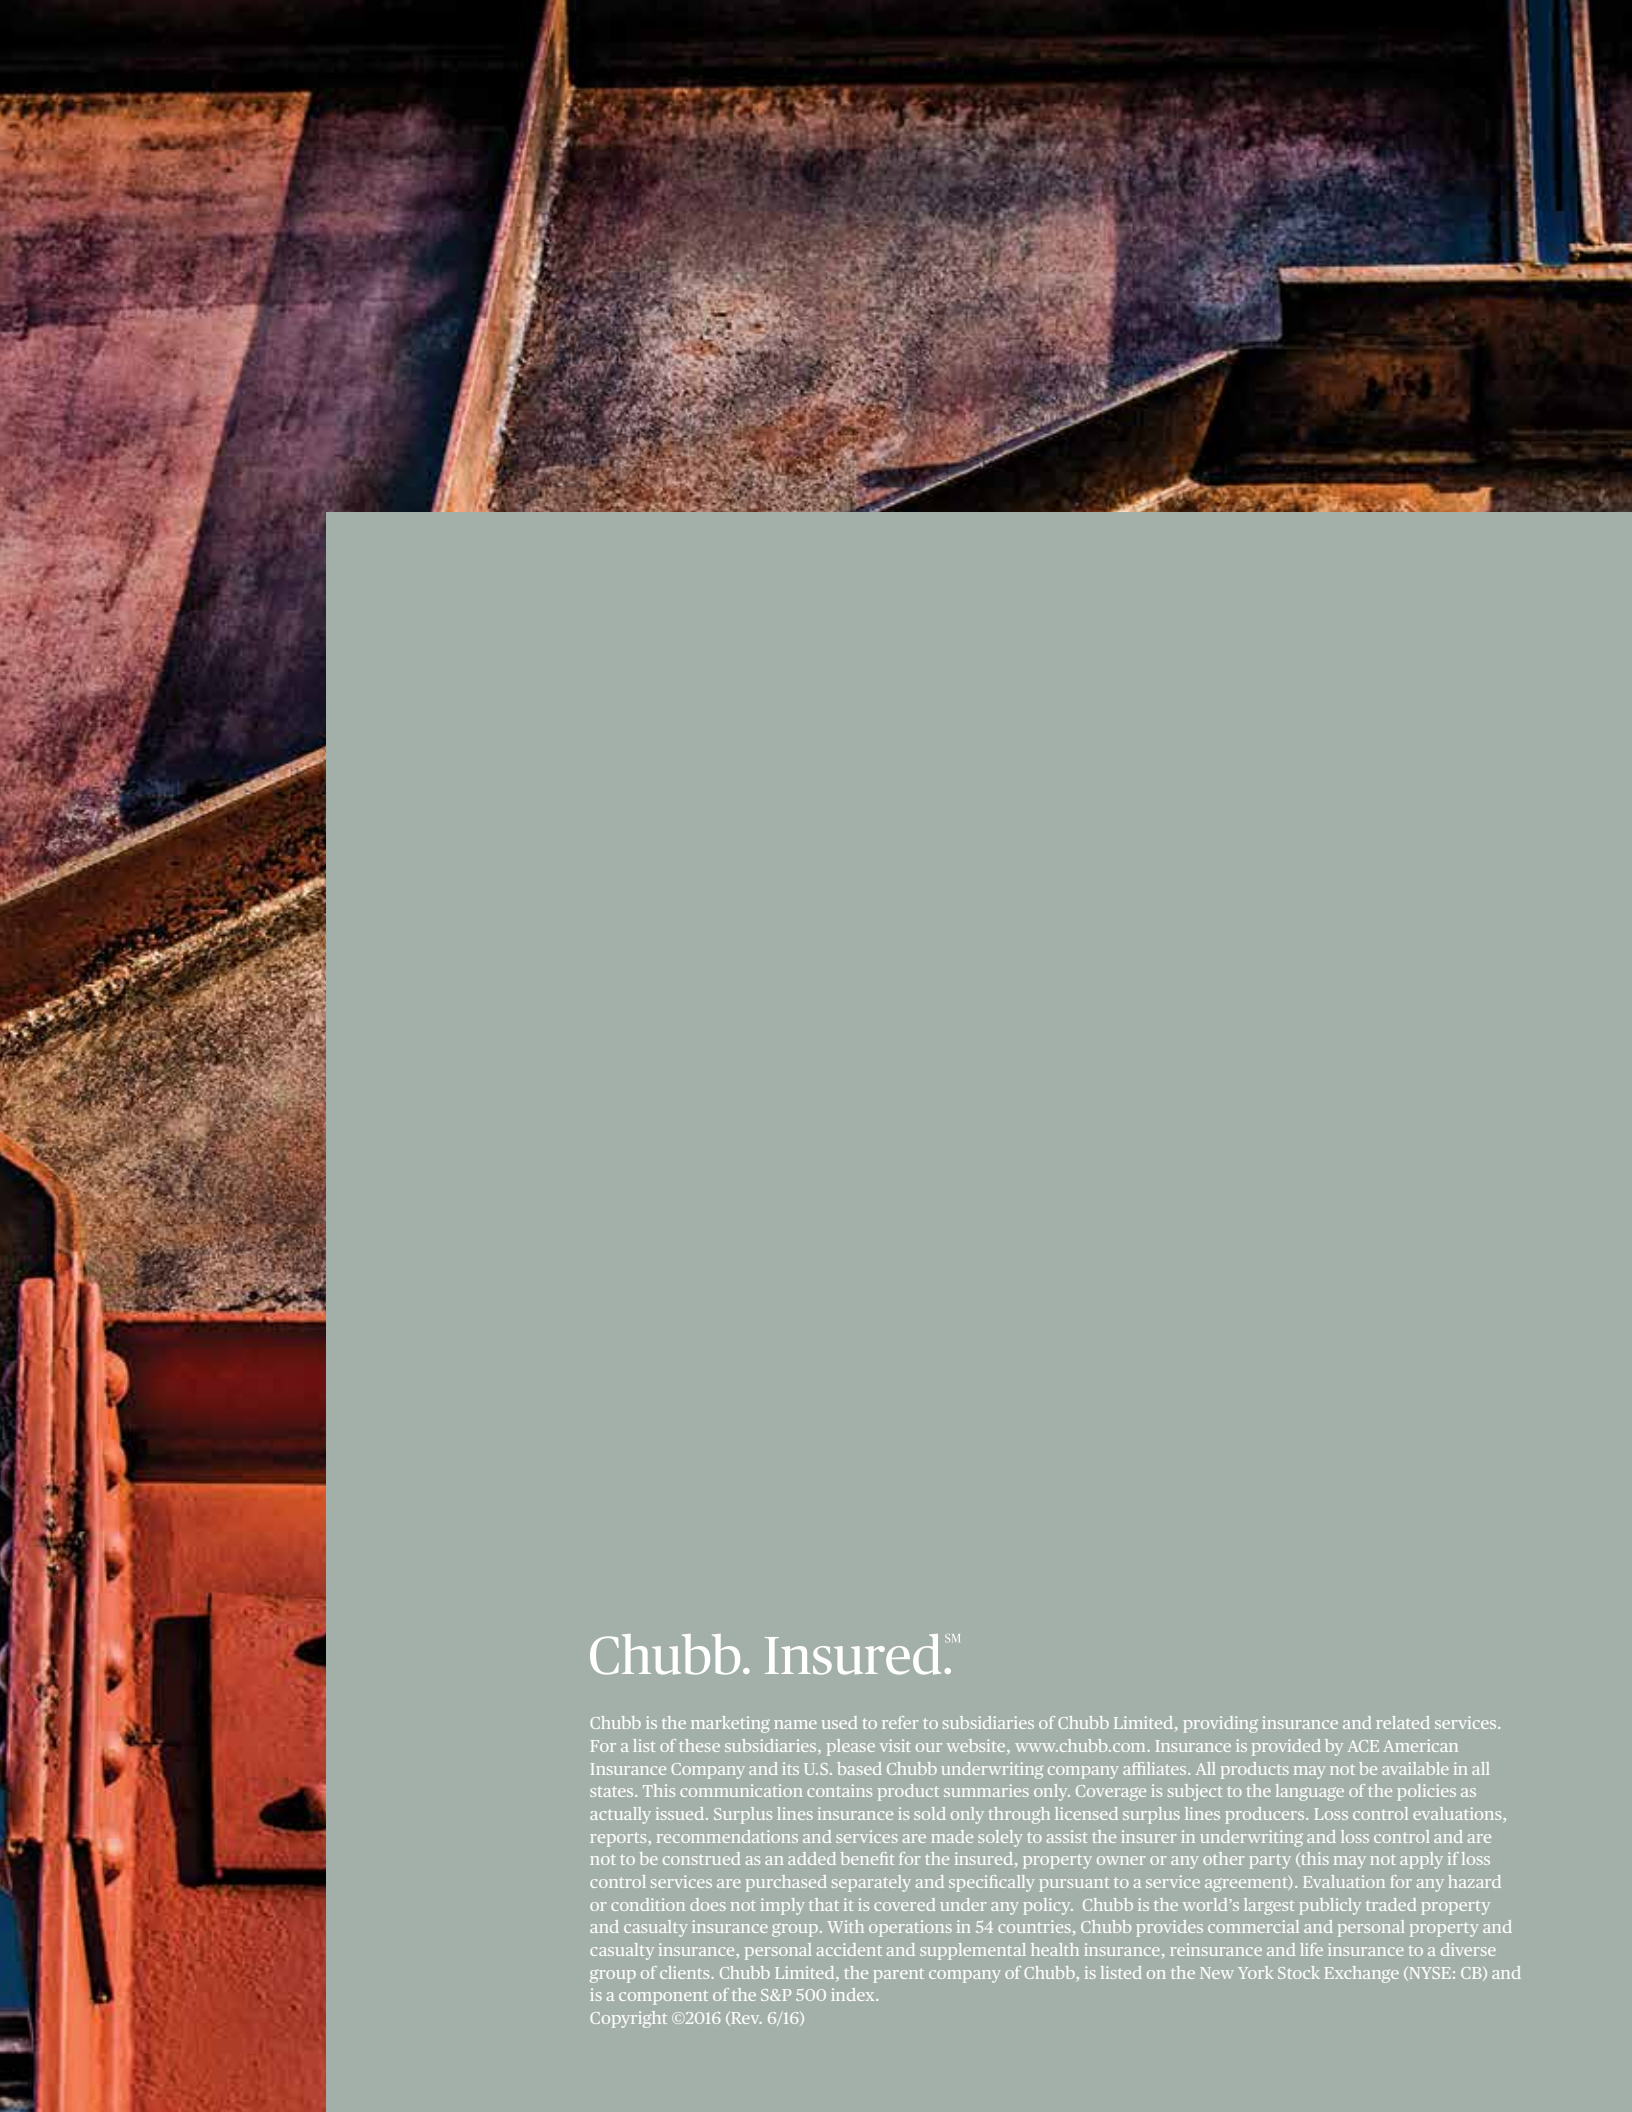 Chubb. Insured.℠
Chubb is the marketing name used to refer to subsidiaries of Chubb Limited, providing insurance and related services.
For a list of these subsidiaries, please visit our website, www.chubb.com. Insurance is provided by ACE American
Insurance Company and its U.S. based Chubb underwriting company affiliates. All products may not be available in all
states. This communication contains product summaries only. Coverage is subject to the language of the policies as
actually issued. Surplus lines insurance is sold only through licensed surplus lines producers. Loss control evaluations,
reports, recommendations and services are made solely to assist the insurer in underwriting and loss control and are
not to be construed as an added benefit for the insured, property owner or any other party (this may not apply if loss
control services are purchased separately and specifically pursuant to a service agreement). Evaluation for any hazard
or condition does not imply that it is covered under any policy.  Chubb is the world’s largest publicly traded property
and casualty insurance group. With operations in 54 countries, Chubb provides commercial and personal property and
casualty insurance, personal accident and supplemental health insurance, reinsurance and life insurance to a diverse
group of clients. Chubb Limited, the parent company of Chubb, is listed on the New York Stock Exchange (NYSE: CB) and
is a component of the S&P 500 index.
Copyright ©2016 (Rev. 6/16)